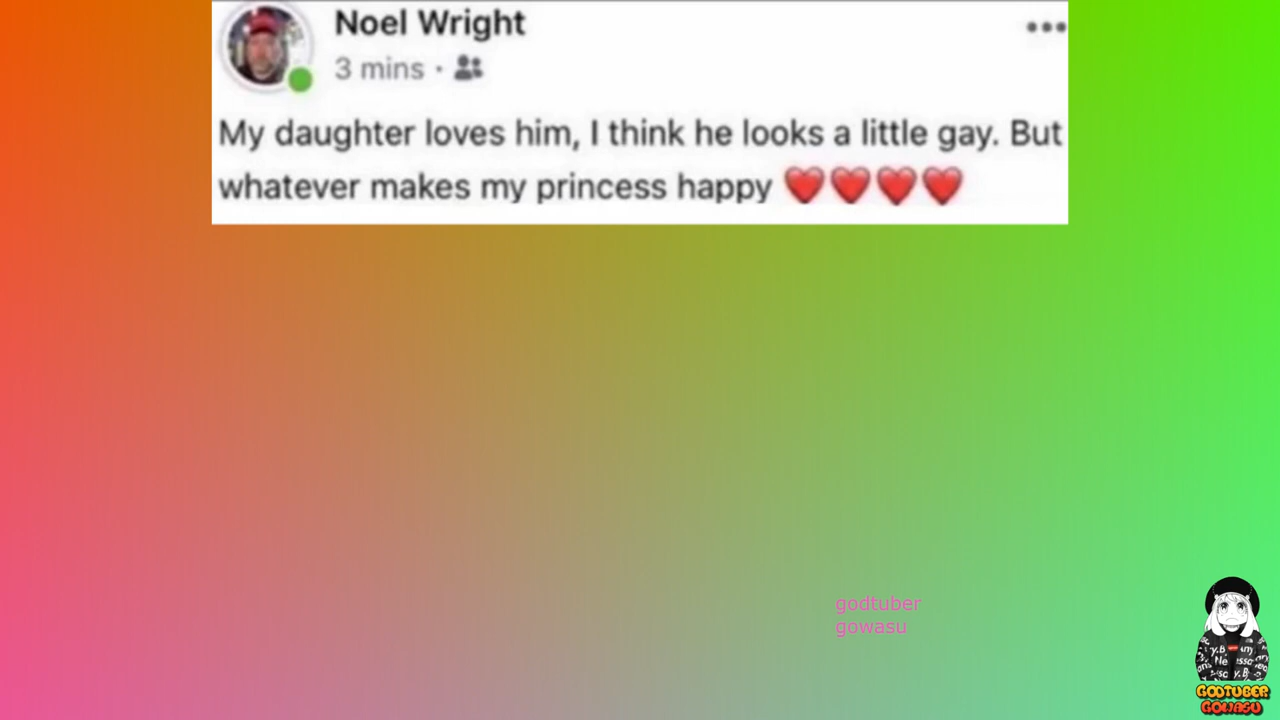 Noel Wright
3 mins ·
My daughter loves him, I think he looks a little gay. But
whatever makes my princess happy ❤️❤️❤️❤️
godtuber
gowasu
GODTUBER
GOWASU